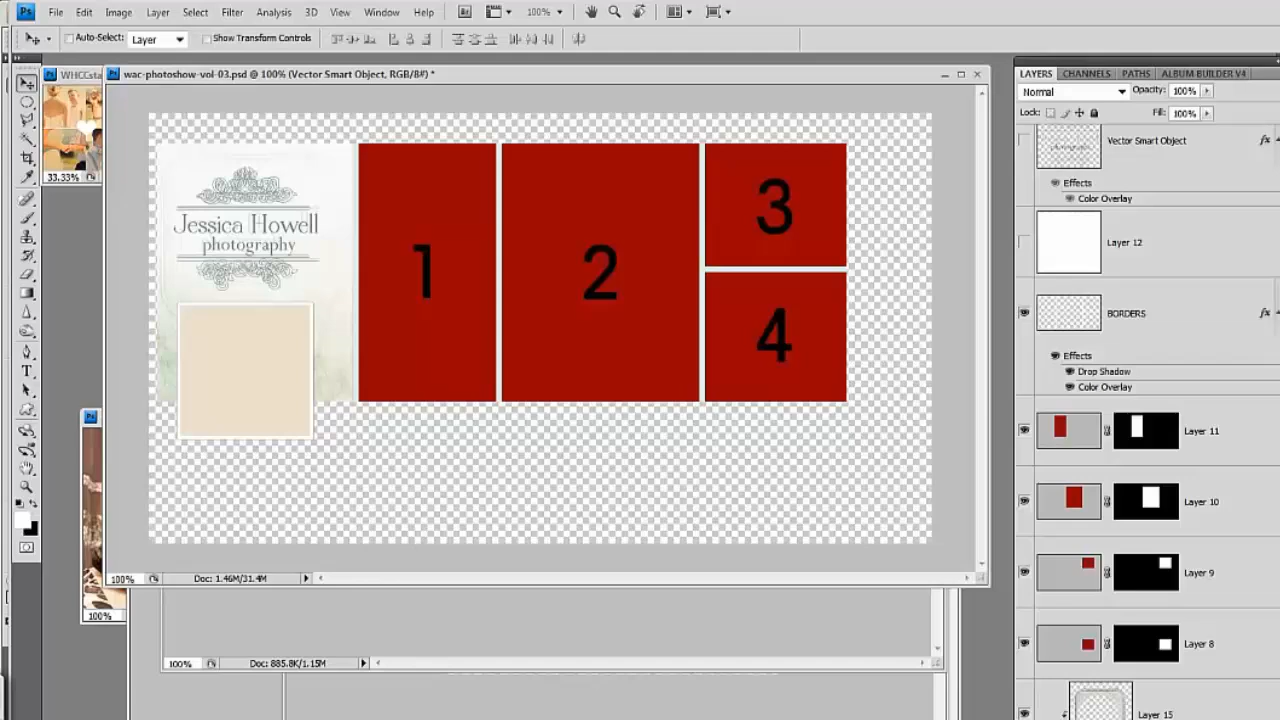 Ps File Edit Image Layer Select Filter Analysis 3D View Window Help 100%
Auto-Select: Layer Show Transform Controls
WHCCsta
wac-photoshow-vol-03.psd @ 100% (Vector Smart Object, RGB/8#) *
LAYERS CHANNELS PATHS ALBUM BUILDER V4
Normal Opacity: 100%
Lock: Fill: 100%
Vector Smart Object fx
Effects
Color Overlay
Layer 12
BORDERS fx
Effects
Drop Shadow
Color Overlay
Layer 11
Layer 10
Layer 9
Layer 8
Layer 15
Jessica Howell
photography
1
2
3
4
33.33%
100% Doc: 1.46M/31.4M
100%
100% Doc: 885.8K/1.15M